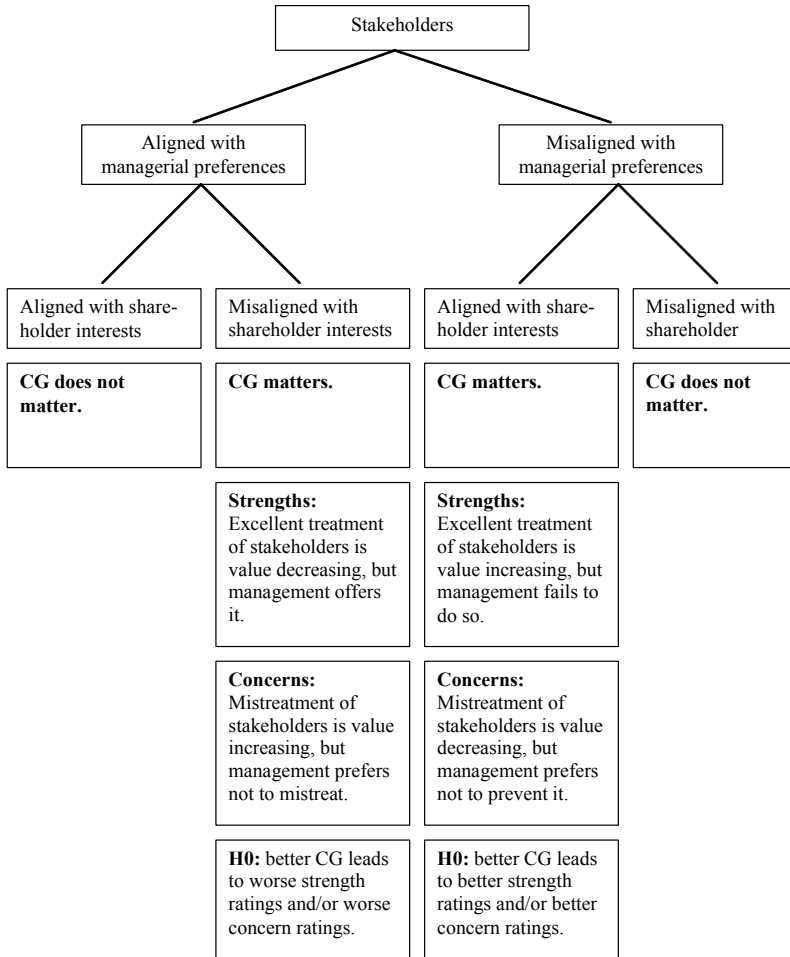 Stakeholders
Aligned with
managerial preferences
Misaligned with
managerial preferences
Aligned with share-
holder interests
Misaligned with
shareholder interests
Aligned with share-
holder interests
Misaligned with
shareholder
CG does not
matter.
CG matters.
CG matters.
CG does not
matter.
Strengths:
Excellent treatment
of stakeholders is
value decreasing, but
management offers
it.
Strengths:
Excellent treatment
of stakeholders is
value increasing, but
management fails to
do so.
Concerns:
Mistreatment of
stakeholders is value
increasing, but
management prefers
not to mistreat.
Concerns:
Mistreatment of
stakeholders is value
decreasing, but
management prefers
not to prevent it.
H0: better CG leads
to worse strength
ratings and/or worse
concern ratings.
H0: better CG leads
to better strength
ratings and/or better
concern ratings.